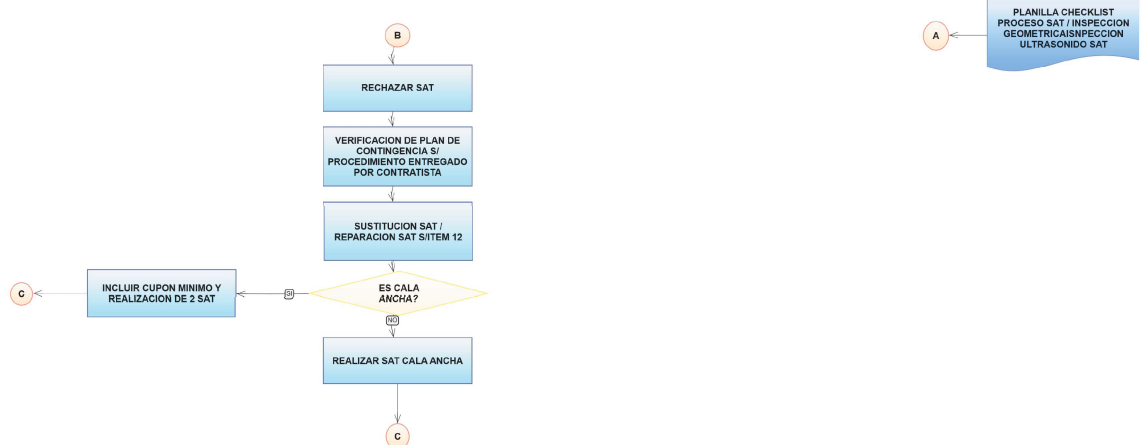 B
RECHAZAR SAT
VERIFICACION DE PLAN DE
CONTINGENCIA S/
PROCEDIMIENTO ENTREGADO
POR CONTRATISTA
SUSTITUCION SAT /
REPARACION SAT S/ITEM 12
ES CALA
ANCHA?
SI
INCLUIR CUPON MINIMO Y
REALIZACION DE 2 SAT
C
NO
REALIZAR SAT CALA ANCHA
C
PLANILLA CHECKLIST
PROCESO SAT / INSPECCION
GEOMETRICAISNPECCION
ULTRASONIDO SAT
A